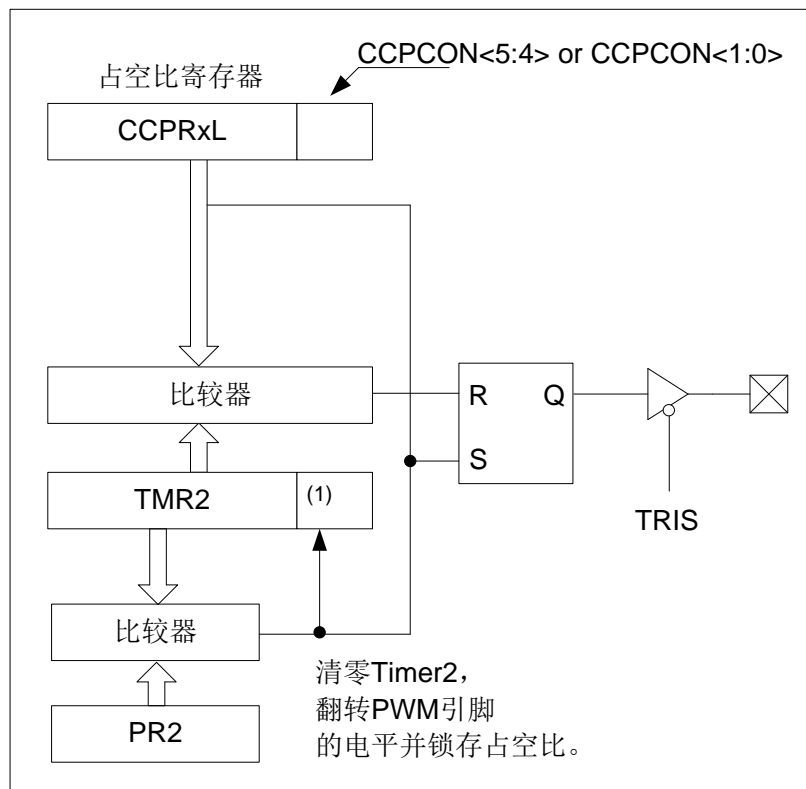 CCPCON<5:4> or CCPCON<1:0>
占空比寄存器
CCPRxL
比较器
R Q
S
TMR2 (1)
TRIS
比较器
清零Timer2，
翻转PWM引脚
的电平并锁存占空比。
PR2